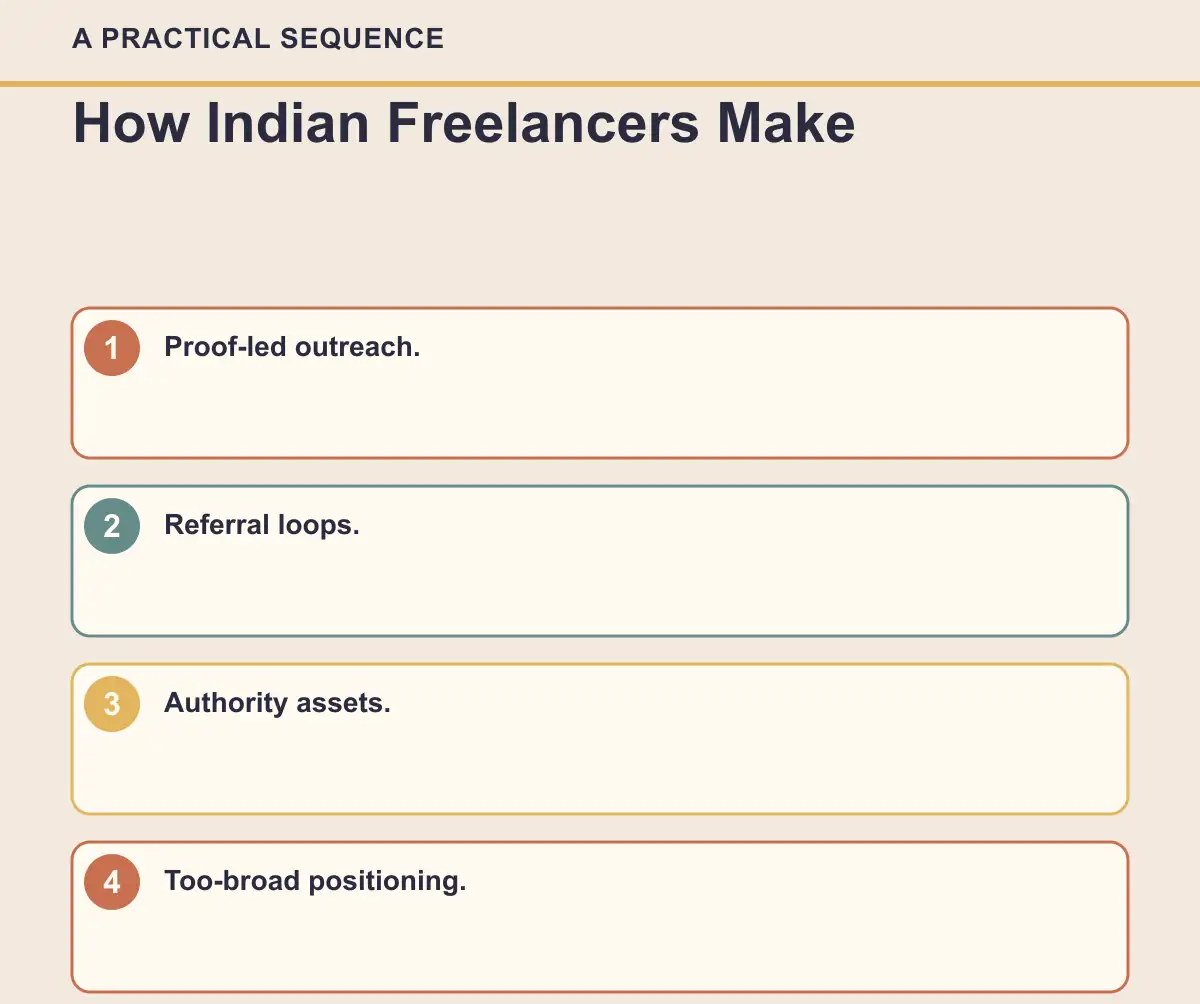 A PRACTICAL SEQUENCE
How Indian Freelancers Make
1
Proof-led outreach.
2
Referral loops.
3
Authority assets.
4
Too-broad positioning.